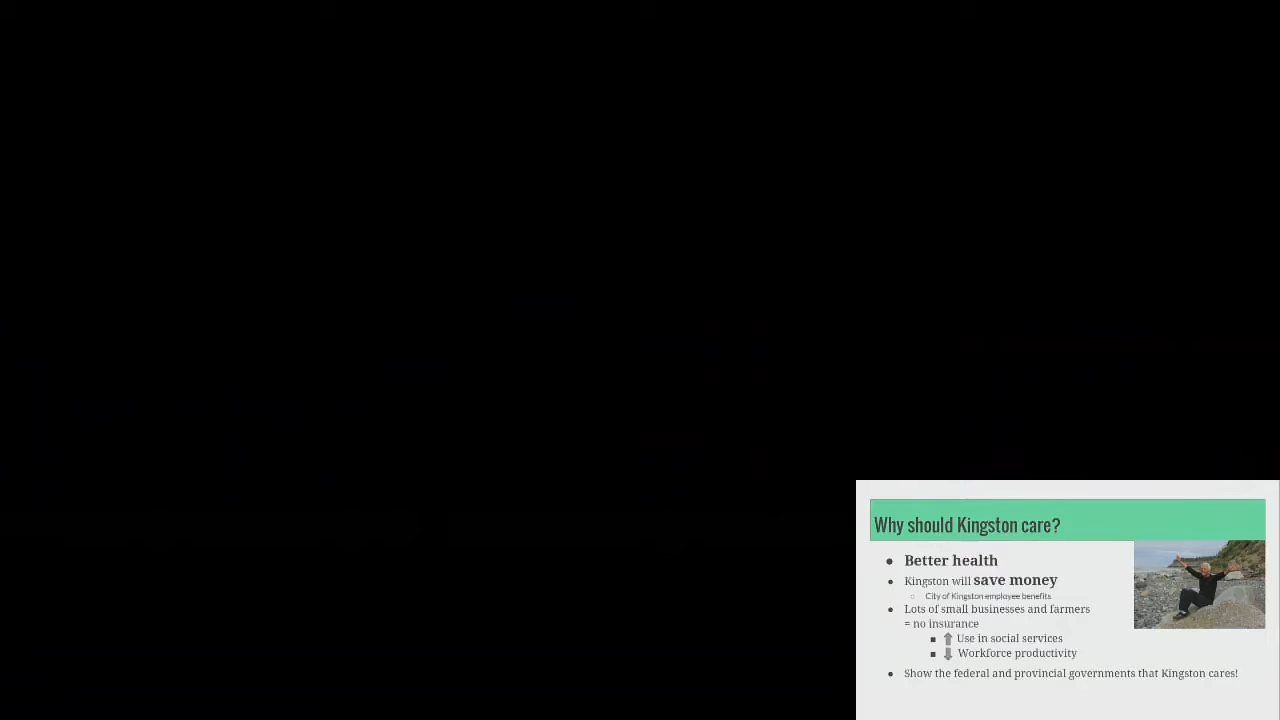 Why should Kingston care?
● Better health
● Kingston will save money
○ City of Kingston employee benefits
● Lots of small businesses and farmers
= no insurance
■ ⬆ Use in social services
■ ⬇ Workforce productivity
● Show the federal and provincial governments that Kingston cares!